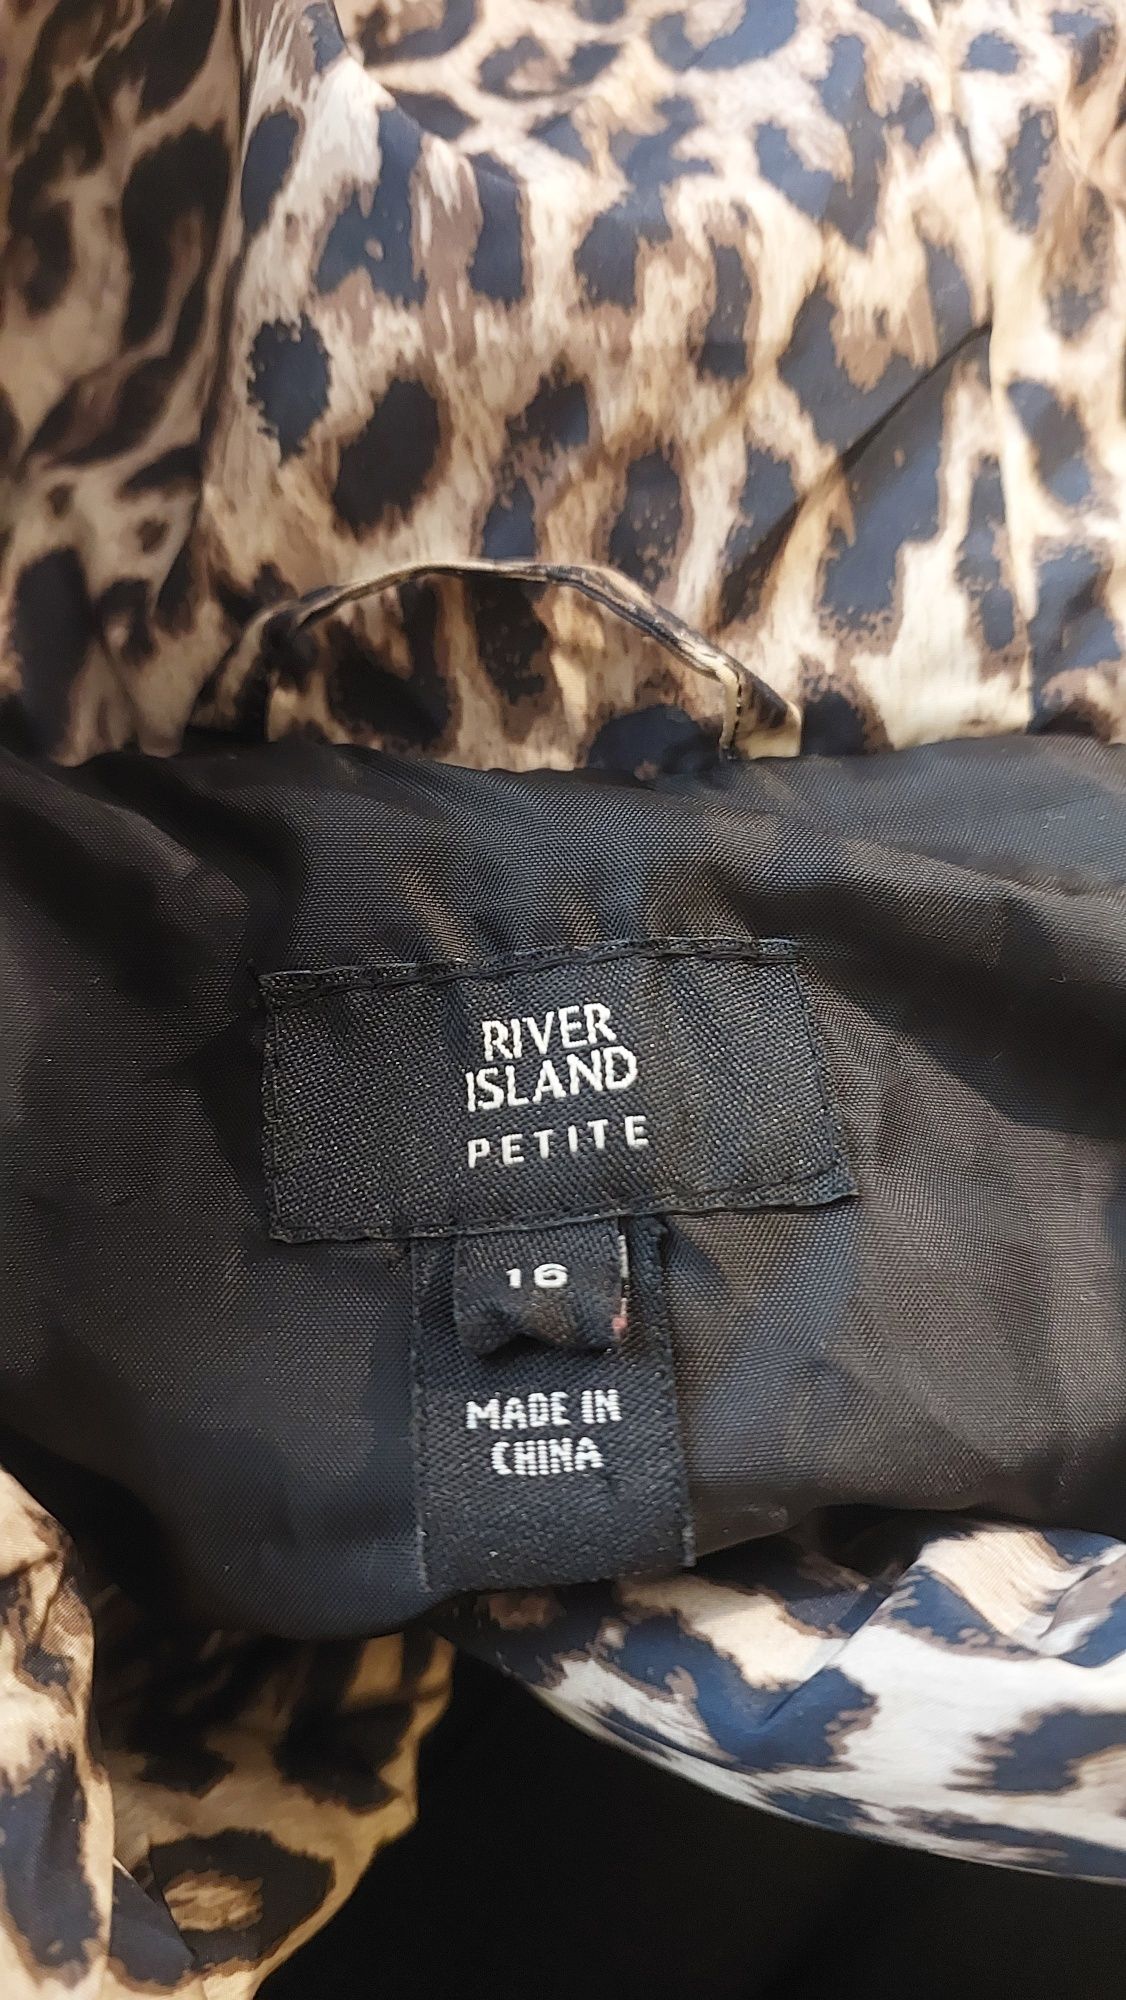 RIVER
ISLAND
PETITE
16
MADE IN
CHINA